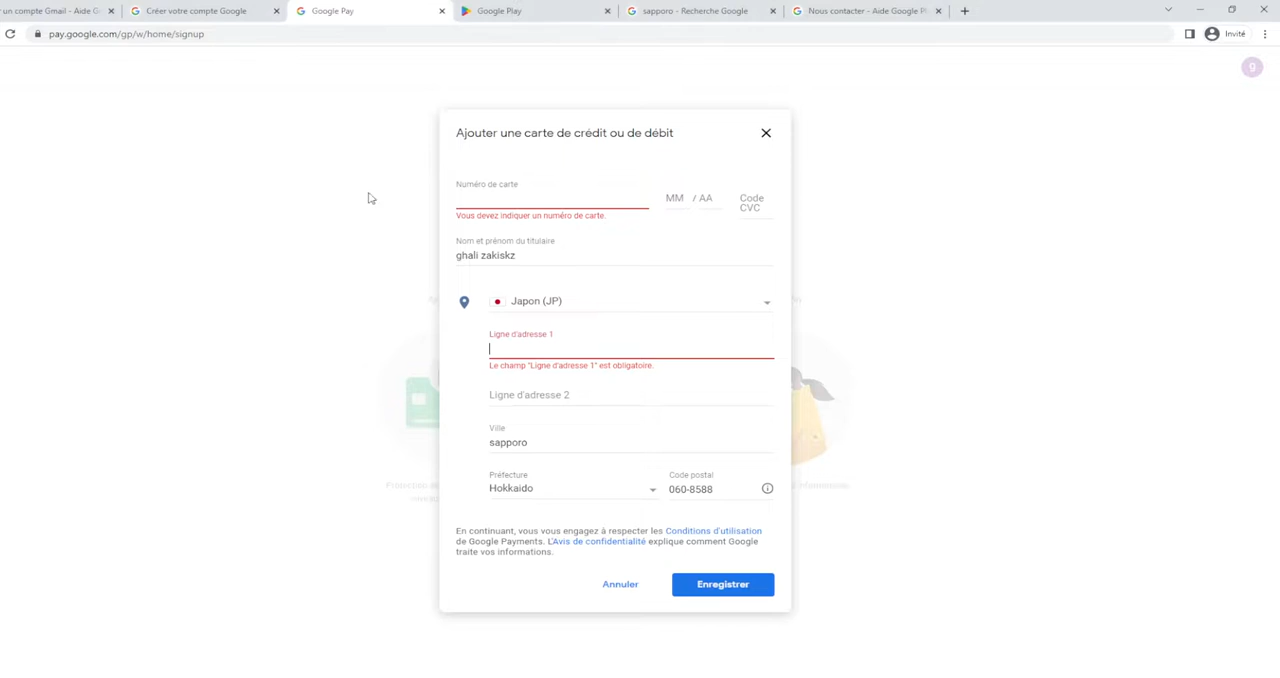 un compte Gmail - Aide G
Créer votre compte Google
Google Pay
Google Play
sapporo - Recherche Google
Nous contacter - Aide Google Pl
pay.google.com/gp/w/home/signup
Invité
9
Ajouter une carte de crédit ou de débit
Numéro de carte
MM / AA
Code
CVC
Vous devez indiquer un numéro de carte.
Nom et prénom du titulaire
ghali zakiskz
Japon (JP)
Ligne d'adresse 1
Le champ "Ligne d'adresse 1" est obligatoire.
Ligne d'adresse 2
Ville
sapporo
Préfecture
Code postal
Hokkaido
060-8588
En continuant, vous vous engagez à respecter les Conditions d'utilisation
de Google Payments. L'Avis de confidentialité explique comment Google
traite vos informations.
Annuler
Enregistrer